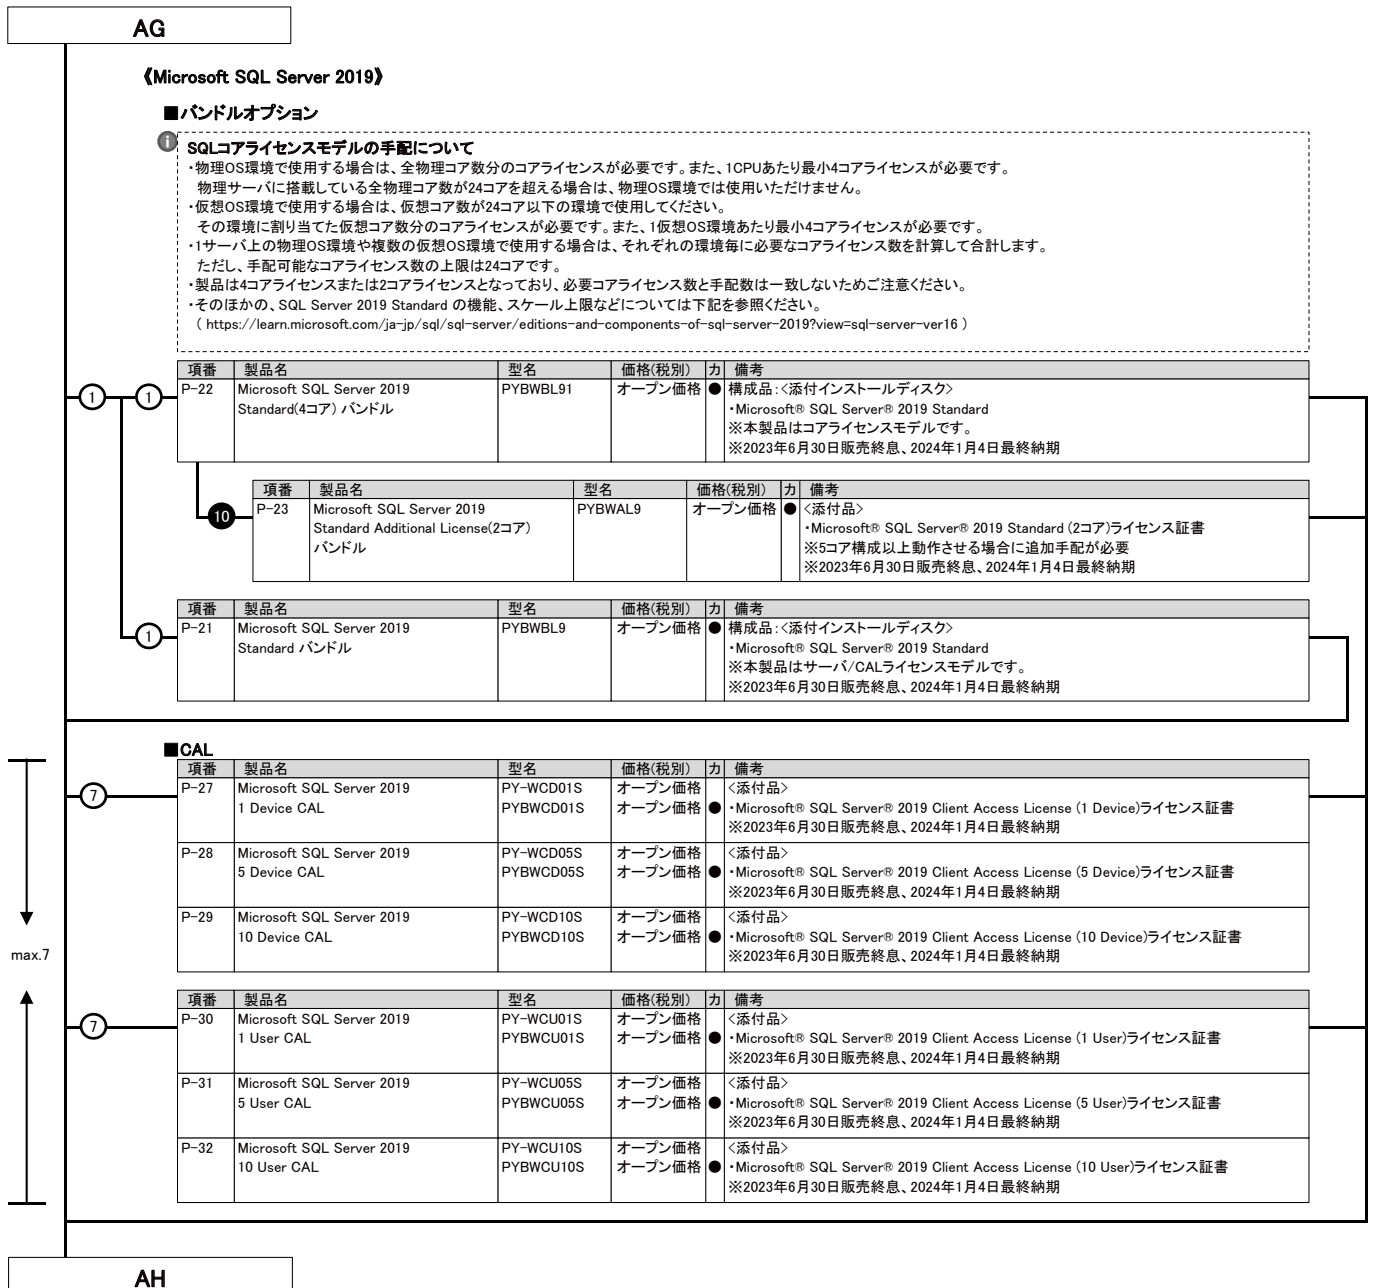 AG
《Microsoft SQL Server 2019》
■バンドルオプション
i
SQLコアライセンスモデルの手配について
・物理OS環境で使用する場合は、全物理コア数分のコアライセンスが必要です。また、1CPUあたり最小4コアライセンスが必要です。
物理サーバに搭載している全物理コア数が24コアを超える場合は、物理OS環境では使用いただけません。
・仮想OS環境で使用する場合は、仮想コア数が24コア以下の環境で使用してください。
その環境に割り当てた仮想コア数分のコアライセンスが必要です。また、1仮想OS環境あたり最小4コアライセンスが必要です。
・1サーバ上の物理OS環境や複数の仮想OS環境で使用する場合は、それぞれの環境毎に必要なコアライセンス数を計算して合計します。
ただし、手配可能なコアライセンス数の上限は24コアです。
・製品は4コアライセンスまたは2コアライセンスとなっており、必要コアライセンス数と手配数は一致しないためご注意ください。
・そのほかの、SQL Server 2019 Standard の機能、スケール上限などについては下記を参照ください。
( https://learn.microsoft.com/ja-jp/sql/sql-server/editions-and-components-of-sql-server-2019?view=sql-server-ver16 )
項番 製品名 型名 価格(税別) カ 備考
1 1 P-22 Microsoft SQL Server 2019 PYBWBL91 オープン価格 ● 構成品:<添付インストールディスク>
Standard(4コア) バンドル ・Microsoft® SQL Server® 2019 Standard
※本製品はコアライセンスモデルです。
※2023年6月30日販売終息、2024年1月4日最終納期
項番 製品名 型名 価格(税別) カ 備考
10 P-23 Microsoft SQL Server 2019 PYBWAL9 オープン価格 ● <添付品>
Standard Additional License(2コア) ・Microsoft® SQL Server® 2019 Standard (2コア)ライセンス証書
バンドル ※5コア構成以上動作させる場合に追加手配が必要
※2023年6月30日販売終息、2024年1月4日最終納期
項番 製品名 型名 価格(税別) カ 備考
1 P-21 Microsoft SQL Server 2019 PYBWBL9 オープン価格 ● 構成品:<添付インストールディスク>
Standard バンドル ・Microsoft® SQL Server® 2019 Standard
※本製品はサーバ/CALライセンスモデルです。
※2023年6月30日販売終息、2024年1月4日最終納期
■CAL
項番 製品名 型名 価格(税別) カ 備考
7 P-27 Microsoft SQL Server 2019 PY-WCD01S オープン価格 <添付品>
1 Device CAL PYBWCD01S オープン価格 ● ・Microsoft® SQL Server® 2019 Client Access License (1 Device)ライセンス証書
※2023年6月30日販売終息、2024年1月4日最終納期
P-28 Microsoft SQL Server 2019 PY-WCD05S オープン価格 <添付品>
5 Device CAL PYBWCD05S オープン価格 ● ・Microsoft® SQL Server® 2019 Client Access License (5 Device)ライセンス証書
※2023年6月30日販売終息、2024年1月4日最終納期
P-29 Microsoft SQL Server 2019 PY-WCD10S オープン価格 <添付品>
10 Device CAL PYBWCD10S オープン価格 ● ・Microsoft® SQL Server® 2019 Client Access License (10 Device)ライセンス証書
※2023年6月30日販売終息、2024年1月4日最終納期
max.7
項番 製品名 型名 価格(税別) カ 備考
7 P-30 Microsoft SQL Server 2019 PY-WCU01S オープン価格 <添付品>
1 User CAL PYBWCU01S オープン価格 ● ・Microsoft® SQL Server® 2019 Client Access License (1 User)ライセンス証書
※2023年6月30日販売終息、2024年1月4日最終納期
P-31 Microsoft SQL Server 2019 PY-WCU05S オープン価格 <添付品>
5 User CAL PYBWCU05S オープン価格 ● ・Microsoft® SQL Server® 2019 Client Access License (5 User)ライセンス証書
※2023年6月30日販売終息、2024年1月4日最終納期
P-32 Microsoft SQL Server 2019 PY-WCU10S オープン価格 <添付品>
10 User CAL PYBWCU10S オープン価格 ● ・Microsoft® SQL Server® 2019 Client Access License (10 User)ライセンス証書
※2023年6月30日販売終息、2024年1月4日最終納期
AH